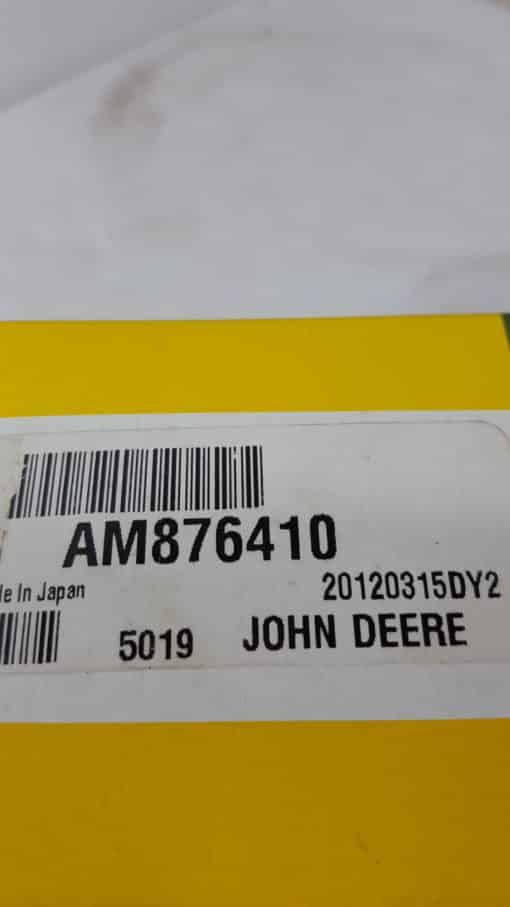 AM876410
le In Japan 20120315DY2
5019 JOHN DEERE